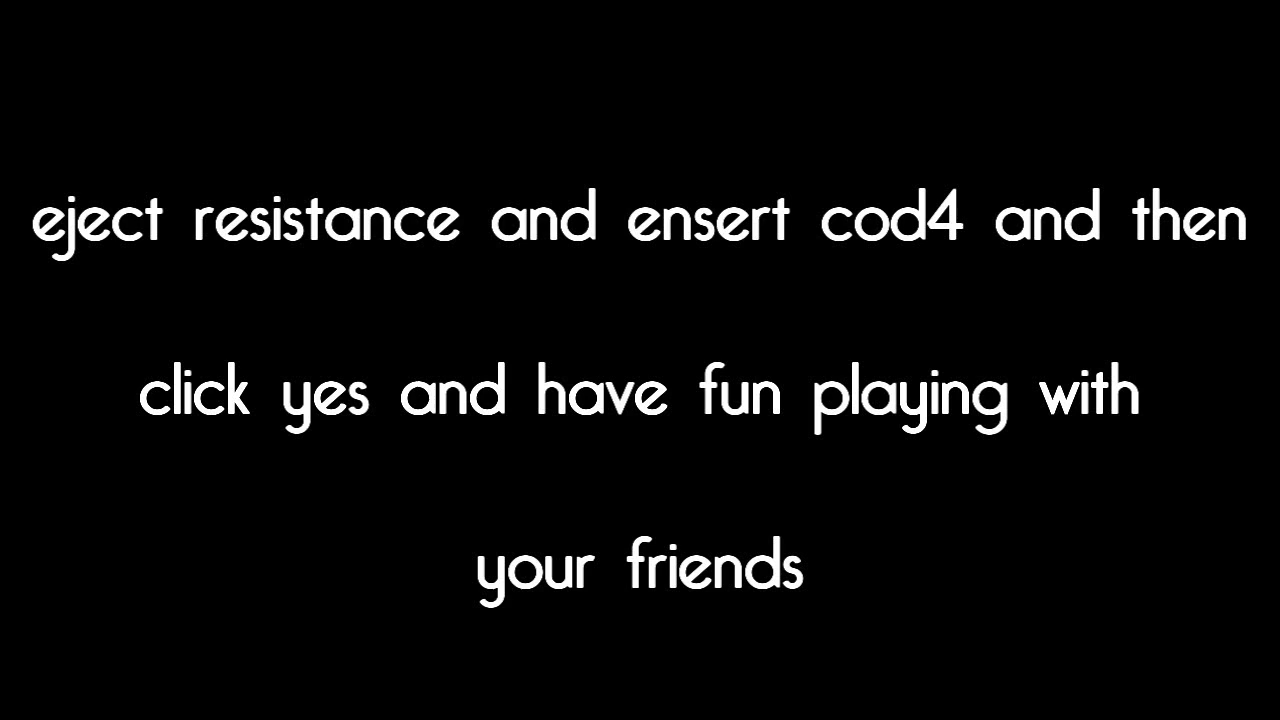 eject resistance and ensert cod4 and then
click yes and have fun playing with
your friends